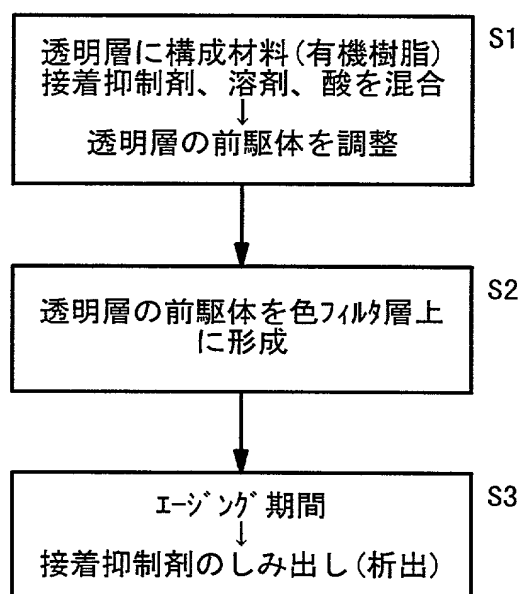 透明層に構成材料(有機樹脂)
接着抑制剤、溶剤、酸を混合
↓
透明層の前駆体を調整
S1
透明層の前駆体を色ﾌｨﾙﾀ層上
に形成
S2
ｴｰｼﾞﾝｸﾞ期間
↓
接着抑制剤のしみ出し(析出)
S3